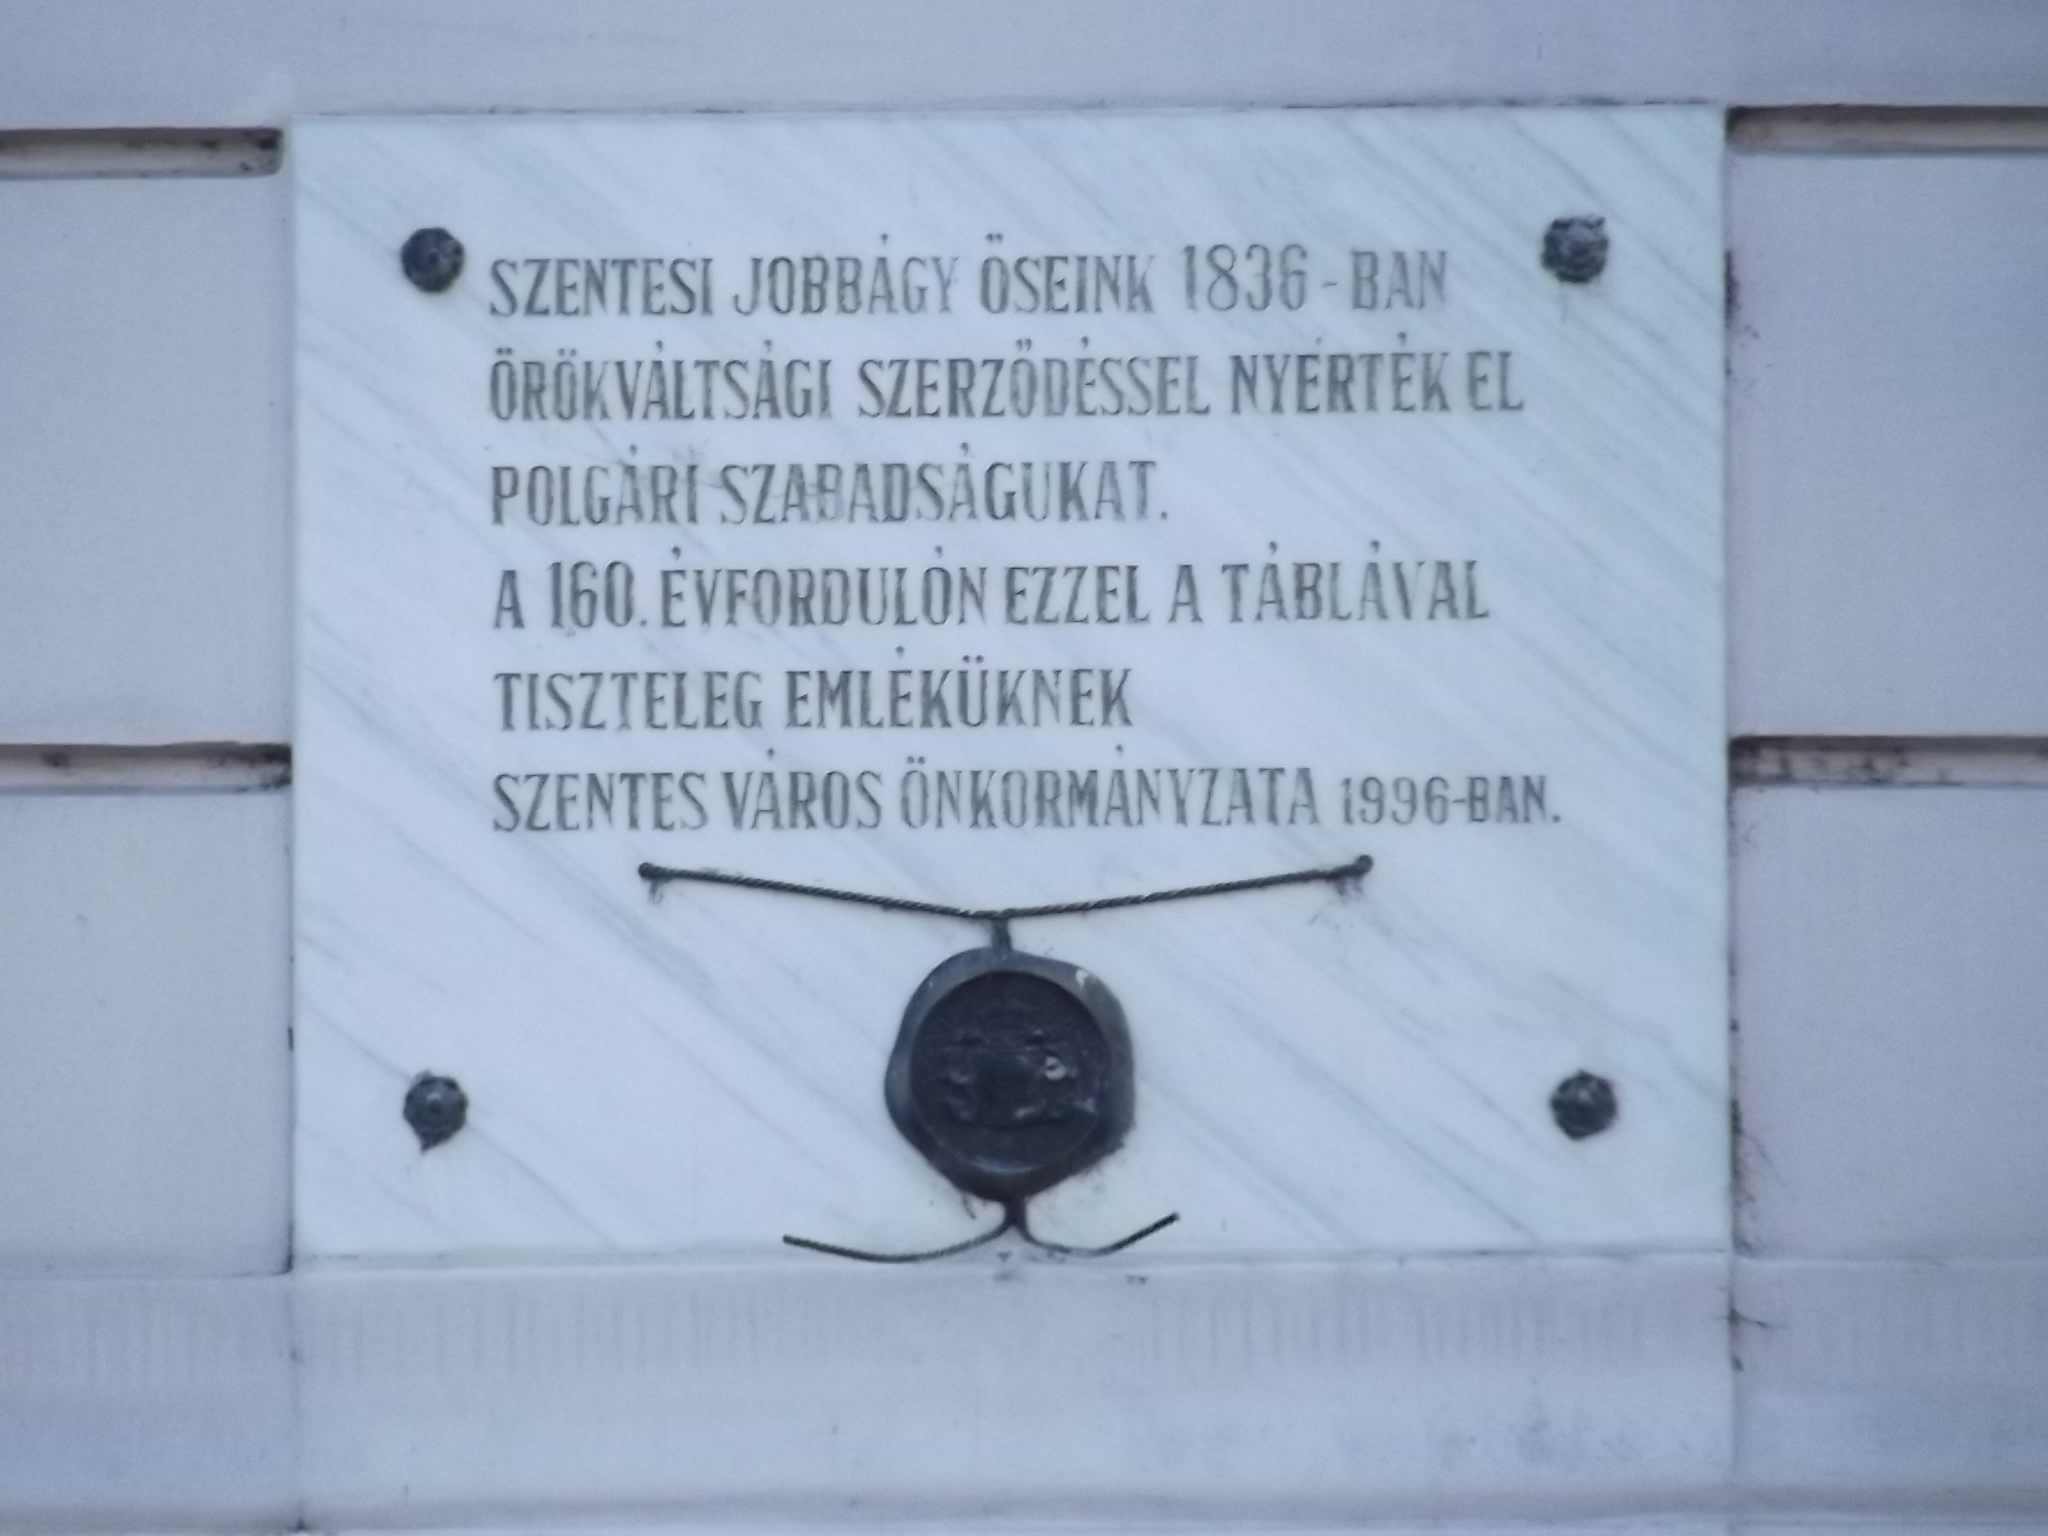 SZENTESI JOBBÁGY ŐSEINK 1836-BAN
ÖRÖKVÁLTSÁGI SZERZŐDÉSSEL NYERTÉK EL
POLGÁRI SZABADSÁGUKAT.
A 160. ÉVFORDULÓN EZZEL A TÁBLÁVAL
TISZTELEG EMLÉKÜKNEK
SZENTES VÁROS ÖNKORMÁNYZATA 1996-BAN.